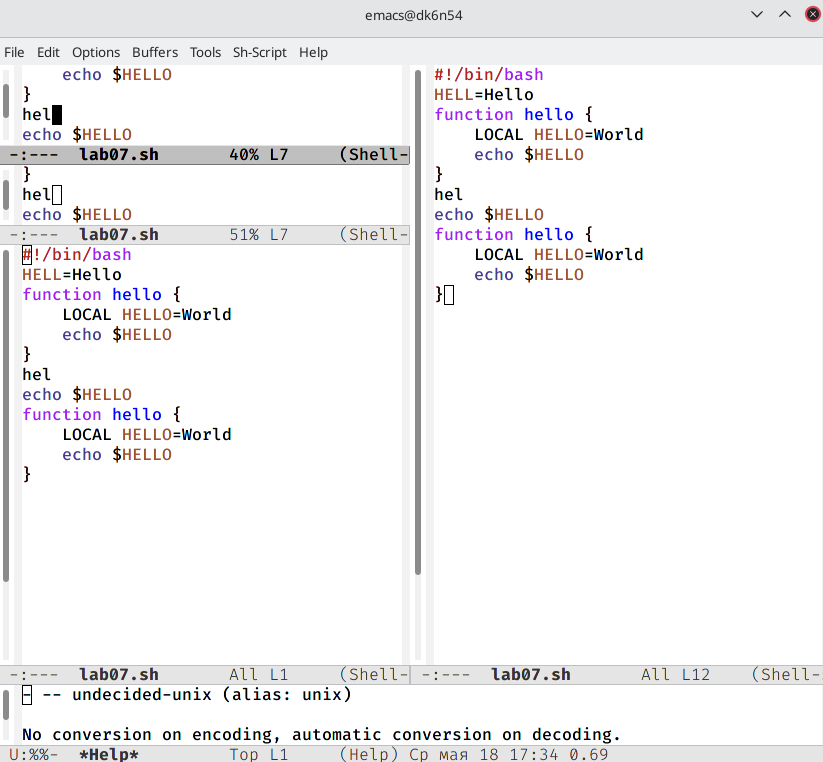 emacs@dk6n54
File Edit Options Buffers Tools Sh-Script Help
    echo $HELLO
}
hel
echo $HELLO
-:---  lab07.sh       40% L7     (Shell-
}
hel
echo $HELLO
-:---  lab07.sh       51% L7     (Shell-
#!/bin/bash
HELL=Hello
function hello {
    LOCAL HELLO=World
    echo $HELLO
}
hel
echo $HELLO
function hello {
    LOCAL HELLO=World
    echo $HELLO
}
-:---  lab07.sh       All L1     (Shell-
#!/bin/bash
HELL=Hello
function hello {
    LOCAL HELLO=World
    echo $HELLO
}
hel
echo $HELLO
function hello {
    LOCAL HELLO=World
    echo $HELLO
}
-:---  lab07.sh       All L12    (Shell-
- -- undecided-unix (alias: unix)

No conversion on encoding, automatic conversion on decoding.
U:%%-  *Help*         Top L1     (Help) Ср мая 18 17:34 0.69